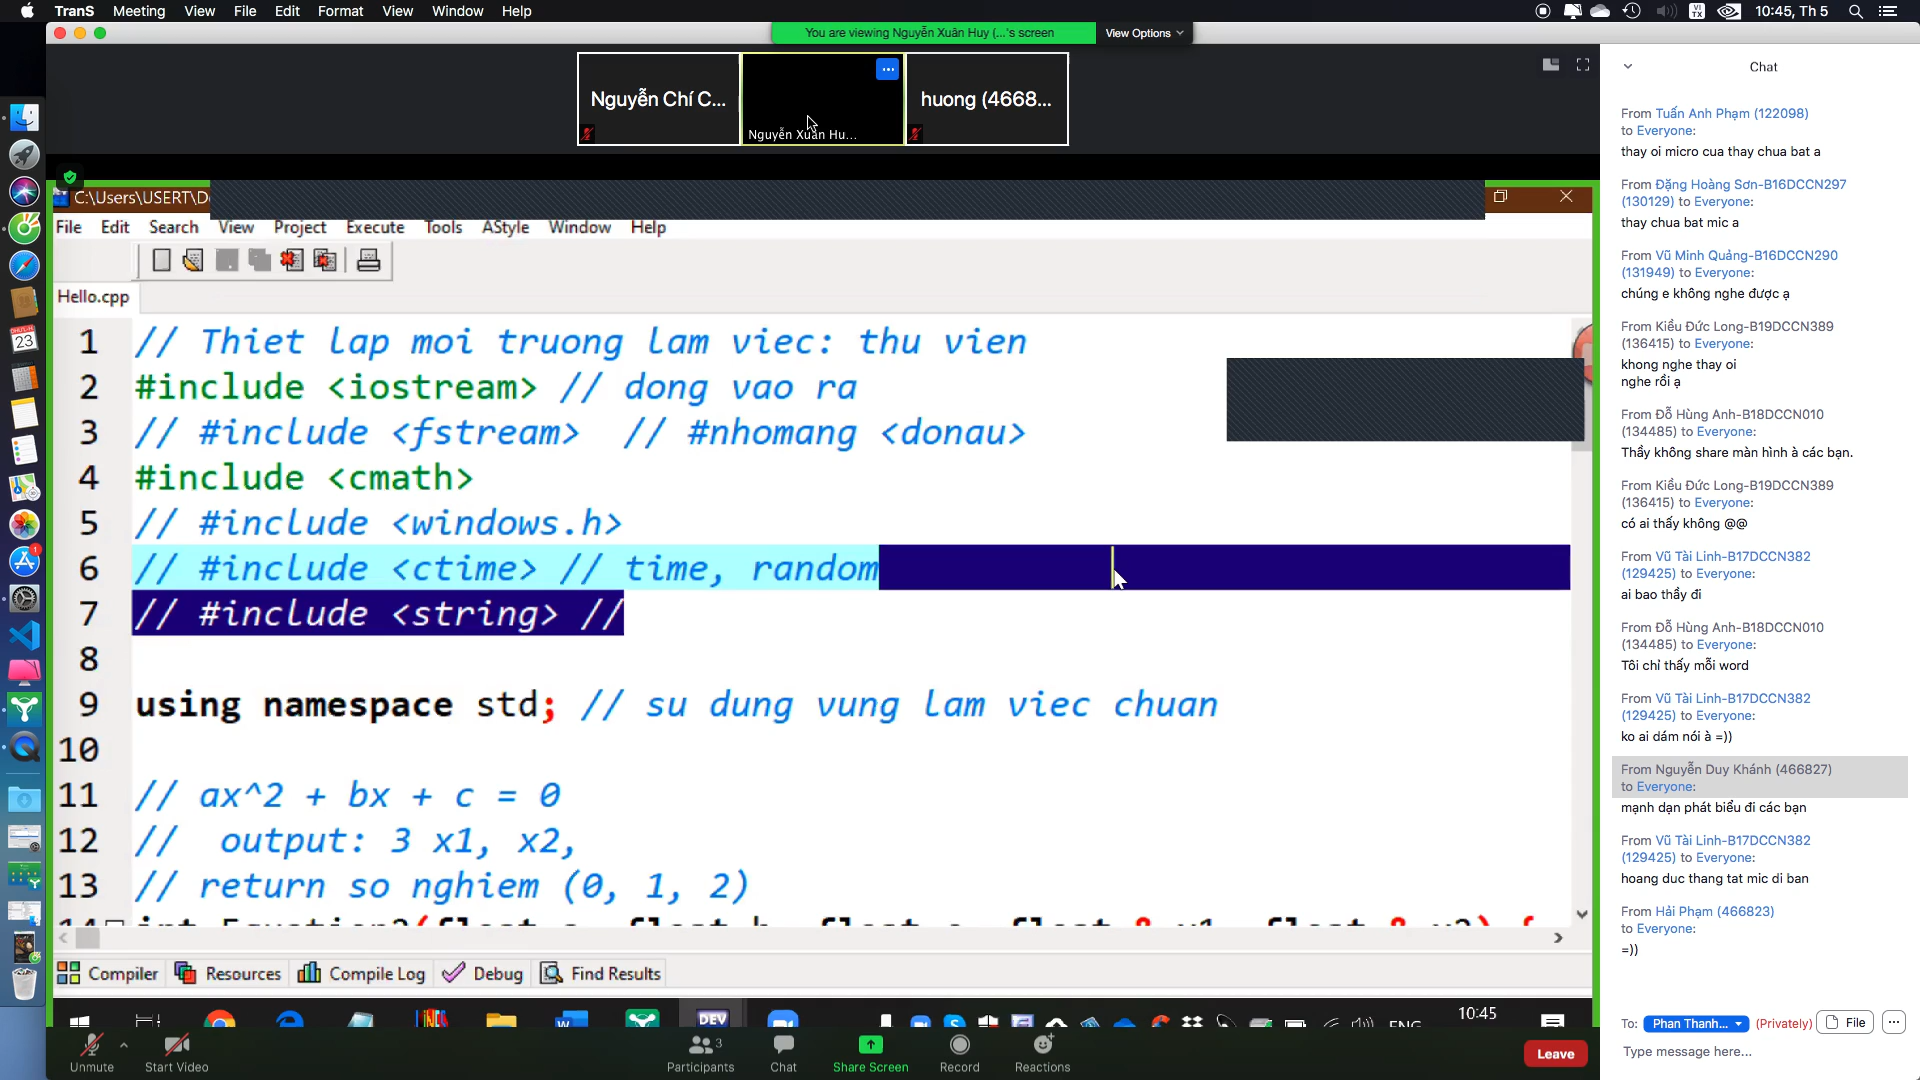 TranS Meeting View File Edit Format View Window Help
VI TX 10:45, Th 5
You are viewing Nguyễn Xuân Huy (...'s screen
View Options
Nguyễn Chí C...
Nguyễn Xuân Hu...
huong (4668...
C:\Users\USERT\D
File Edit Search View Project Execute Tools AStyle Window Help
Hello.cpp
1 // Thiet lap moi truong lam viec: thu vien
2 #include <iostream> // dong vao ra
3 // #include <fstream> // #nhomang <donau>
4 #include <cmath>
5 // #include <windows.h>
6 // #include <ctime> // time, random
7 // #include <string> //
8
9 using namespace std; // su dung vung lam viec chuan
10
11 // ax^2 + bx + c = 0
12 // output: 3 x1, x2,
13 // return so nghiem (0, 1, 2)
Compiler Resources Compile Log Debug Find Results
DEV
ENG
10:45
Unmute
Start Video
Participants
3
Chat
Share Screen
Record
Reactions
Leave
23
1
Chat
From Tuấn Anh Phạm (122098)
to Everyone:
thay oi micro cua thay chua bat a
From Đặng Hoàng Sơn-B16DCCN297
(130129) to Everyone:
thay chua bat mic a
From Vũ Minh Quảng-B16DCCN290
(131949) to Everyone:
chúng e không nghe được ạ
From Kiều Đức Long-B19DCCN389
(136415) to Everyone:
khong nghe thay oi
nghe rồi ạ
From Đỗ Hùng Anh-B18DCCN010
(134485) to Everyone:
Thầy không share màn hình à các bạn.
From Kiều Đức Long-B19DCCN389
(136415) to Everyone:
có ai thấy không @@
From Vũ Tài Linh-B17DCCN382
(129425) to Everyone:
ai bao thầy đi
From Đỗ Hùng Anh-B18DCCN010
(134485) to Everyone:
Tôi chỉ thấy mỗi word
From Vũ Tài Linh-B17DCCN382
(129425) to Everyone:
ko ai dám nói à =))
From Nguyễn Duy Khánh (466827)
to Everyone:
mạnh dạn phát biểu đi các bạn
From Vũ Tài Linh-B17DCCN382
(129425) to Everyone:
hoang duc thang tat mic di ban
From Hải Phạm (466823)
to Everyone:
=))
To: Phan Thanh... (Privately) File
Type message here...